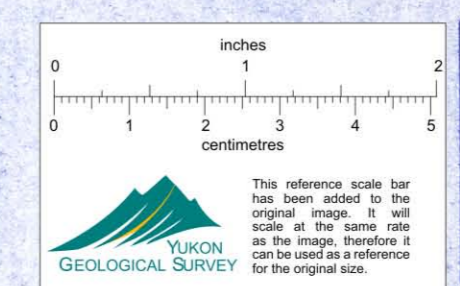 inches
0 1 2
0 1 2 3 4 5
centimetres
This reference scale bar
has been added to the
original image. It will
scale at the same rate
as the image, therefore it
can be used as a reference
for the original size.
YUKON
GEOLOGICAL SURVEY